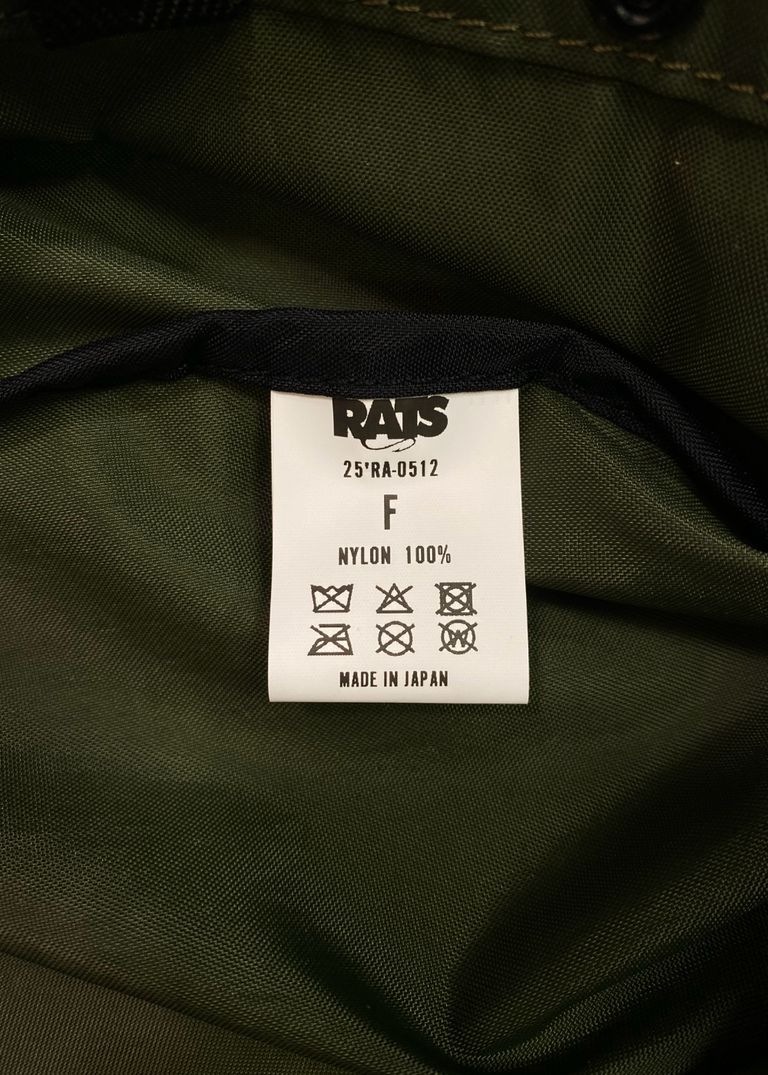 RATS
25'RA-0512
F
NYLON 100%
W
MADE IN JAPAN